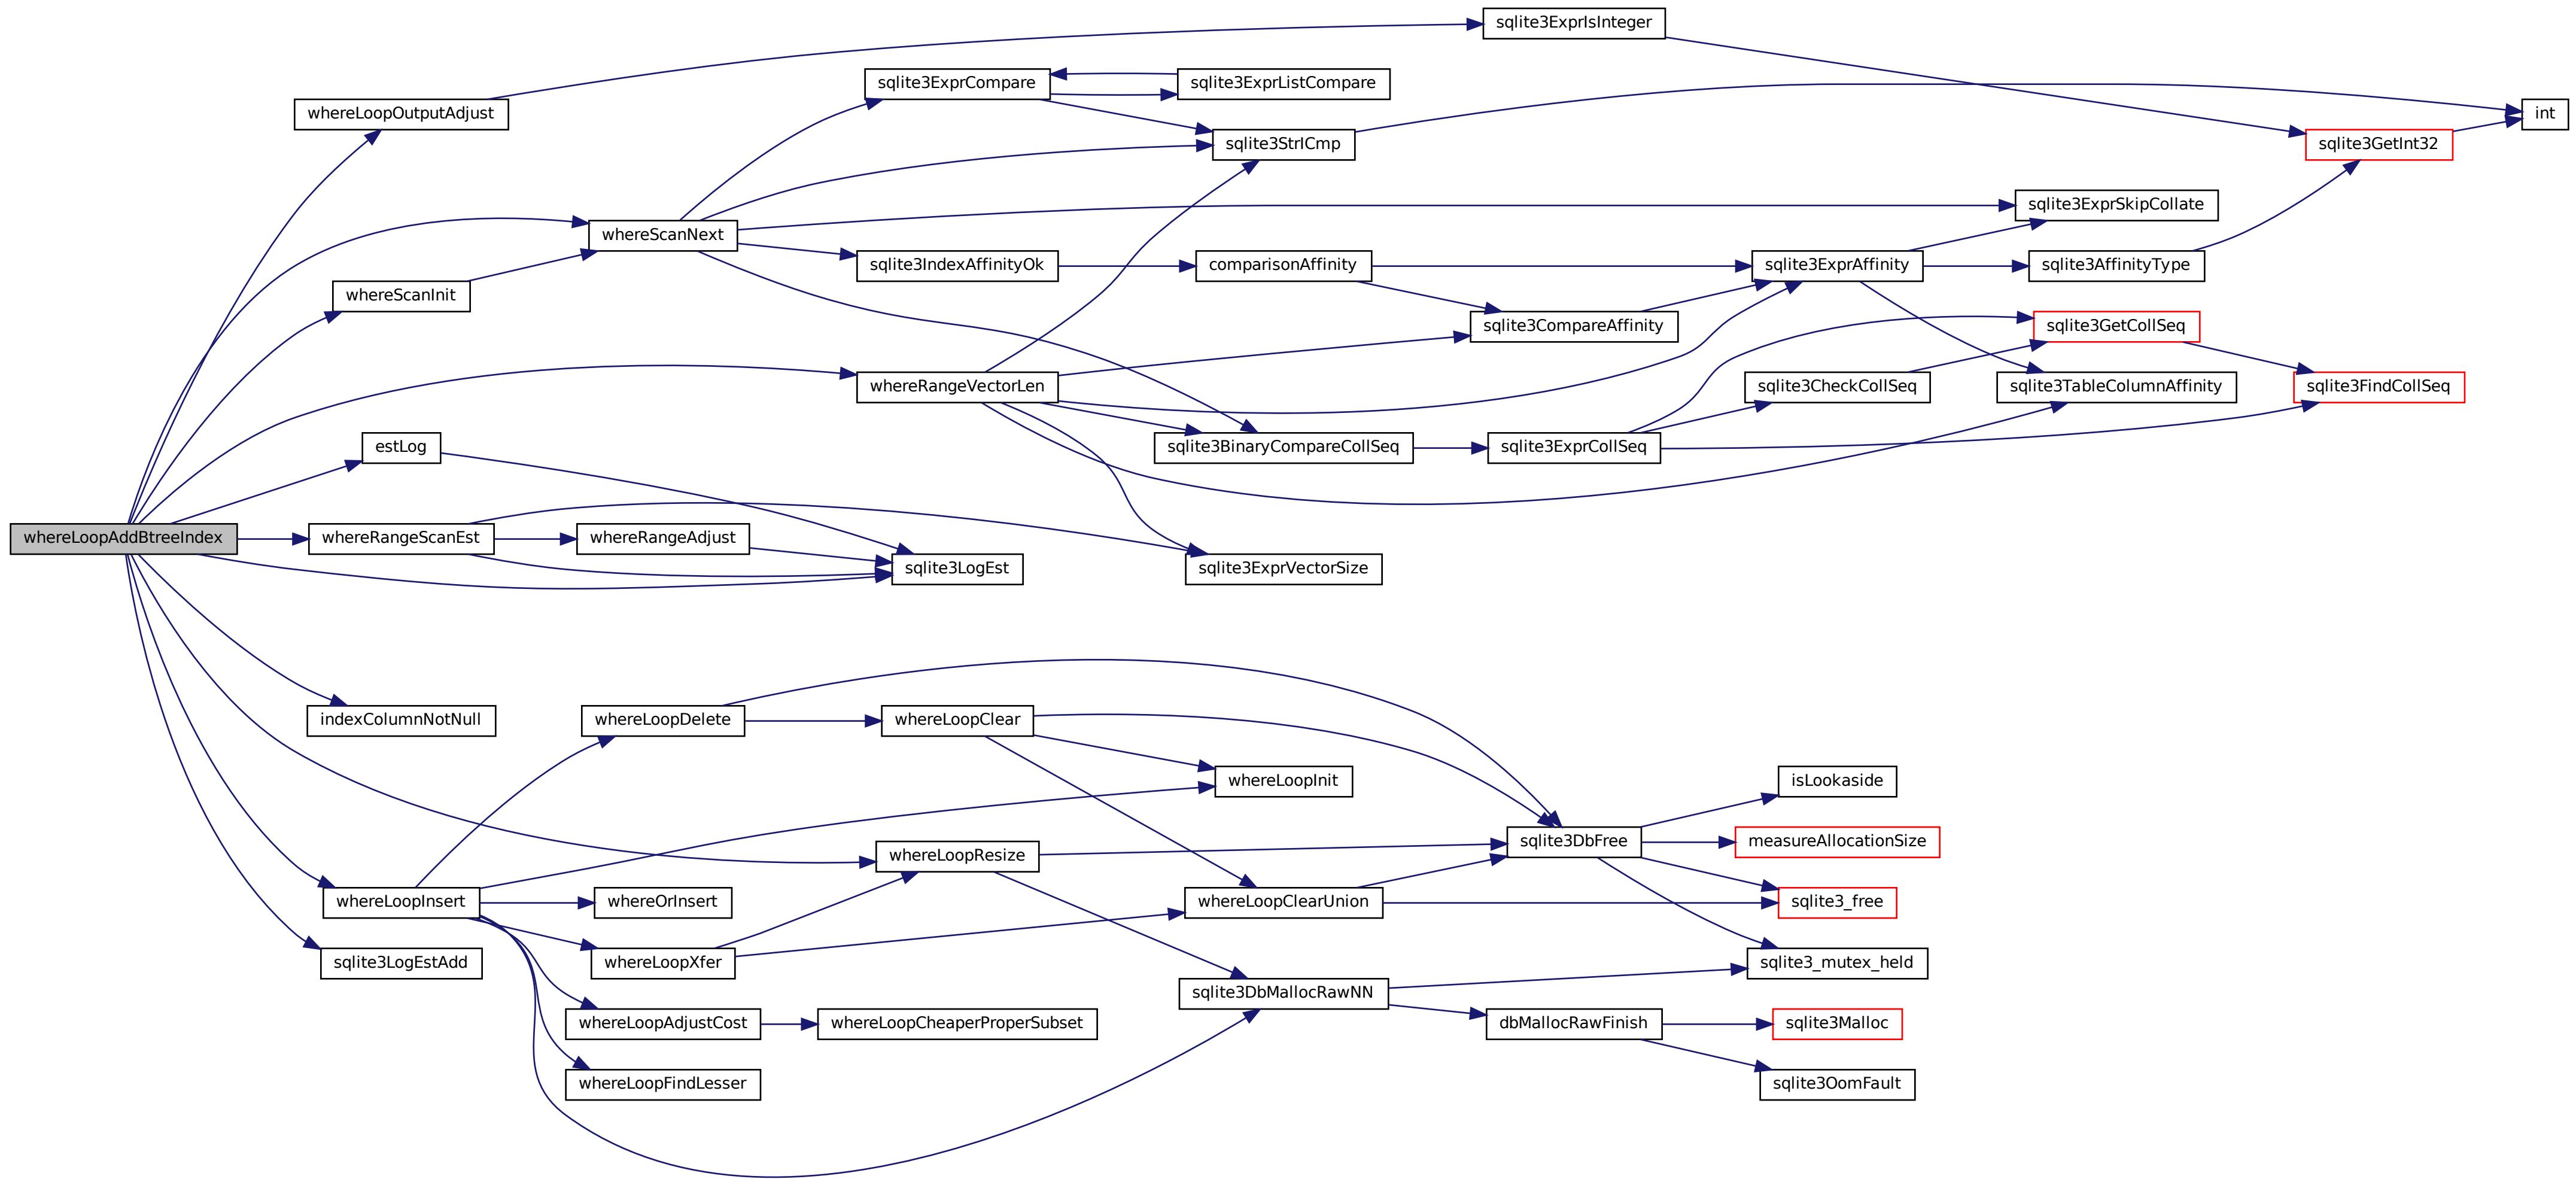 sqlite3ExprIsInteger
sqlite3ExprCompare
sqlite3ExprListCompare
whereLoopOutputAdjust
int
sqlite3StrICmp
sqlite3GetInt32
sqlite3ExprSkipCollate
whereScanNext
sqlite3IndexAffinityOk
comparisonAffinity
sqlite3ExprAffinity
sqlite3AffinityType
whereScanInit
sqlite3CompareAffinity
sqlite3GetCollSeq
whereRangeVectorLen
sqlite3CheckCollSeq
sqlite3TableColumnAffinity
sqlite3FindCollSeq
estLog
sqlite3BinaryCompareCollSeq
sqlite3ExprCollSeq
whereLoopAddBtreeIndex
whereRangeScanEst
whereRangeAdjust
sqlite3LogEst
sqlite3ExprVectorSize
indexColumnNotNull
whereLoopDelete
whereLoopClear
whereLoopInit
isLookaside
sqlite3DbFree
measureAllocationSize
whereLoopResize
whereLoopInsert
whereOrInsert
whereLoopClearUnion
sqlite3_free
sqlite3LogEstAdd
whereLoopXfer
sqlite3_mutex_held
sqlite3DbMallocRawNN
whereLoopAdjustCost
whereLoopCheaperProperSubset
dbMallocRawFinish
sqlite3Malloc
whereLoopFindLesser
sqlite3OomFault